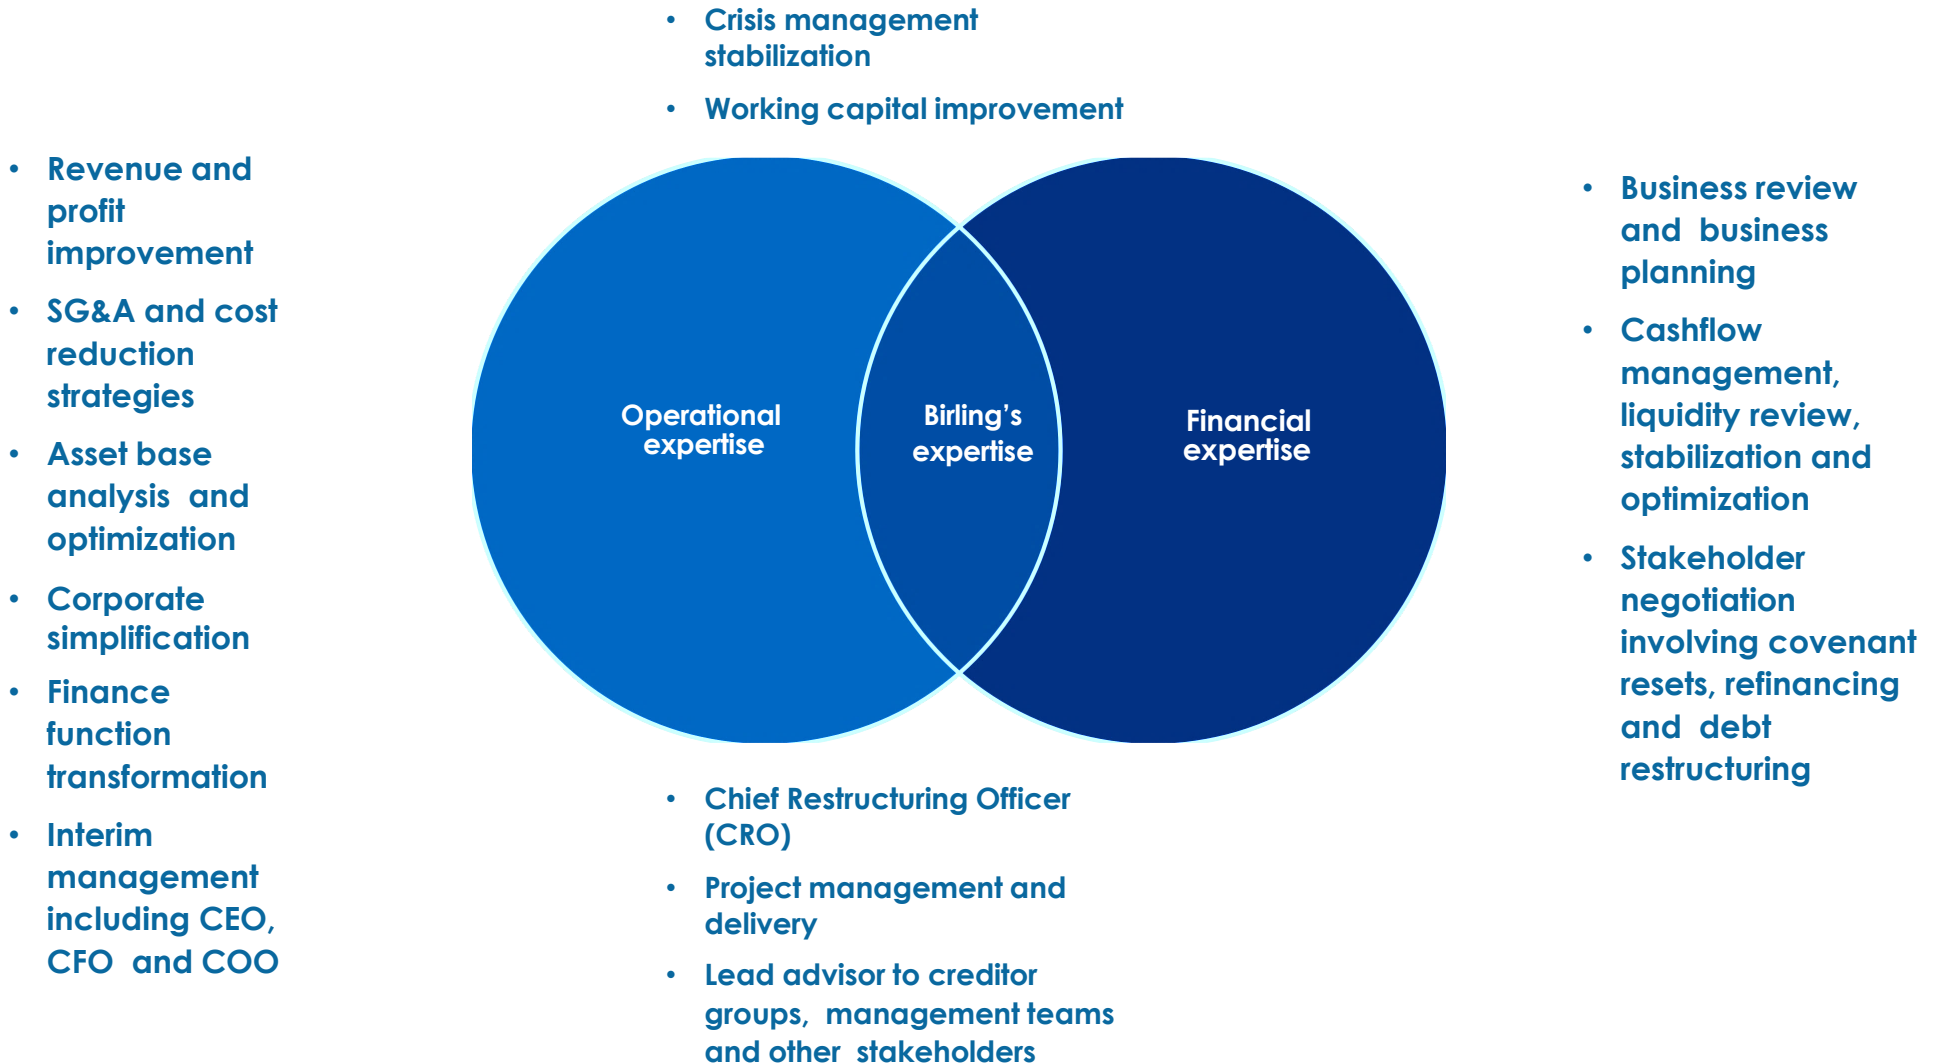 • Crisis management
stabilization
• Working capital improvement
• Revenue and
profit
improvement
• SG&A and cost
reduction
strategies
• Asset base
analysis and
optimization
• Corporate
simplification
• Finance
function
transformation
• Interim
management
including CEO,
CFO and COO
Operational
expertise
Birling’s
expertise
Financial
expertise
• Business review
and business
planning
• Cashflow
management,
liquidity review,
stabilization and
optimization
• Stakeholder
negotiation
involving covenant
resets, refinancing
and debt
restructuring
• Chief Restructuring Officer
(CRO)
• Project management and
delivery
• Lead advisor to creditor
groups, management teams
and other stakeholders